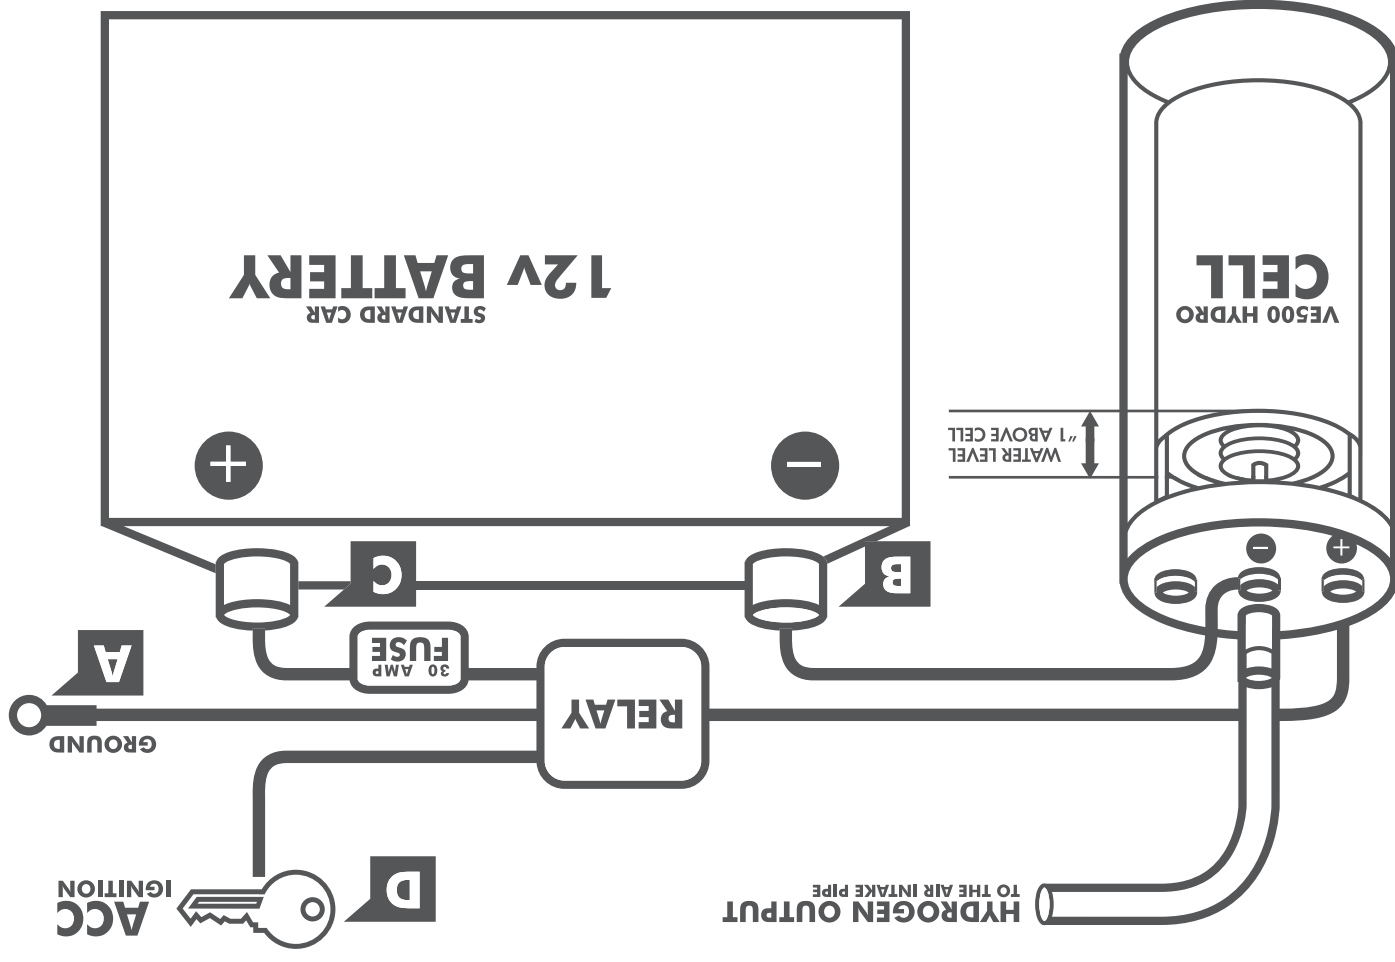 HYDROGEN OUTPUT
TO THE AIR INTAKE PIPE
D
ACC
IGNITION
GROUND
A
RELAY
30 AMP
FUSE
B
C
+
−
−
+
WATER LEVEL
"1 ABOVE CELL
VE500 HYDRO
CELL
STANDARD CAR
12v BATTERY